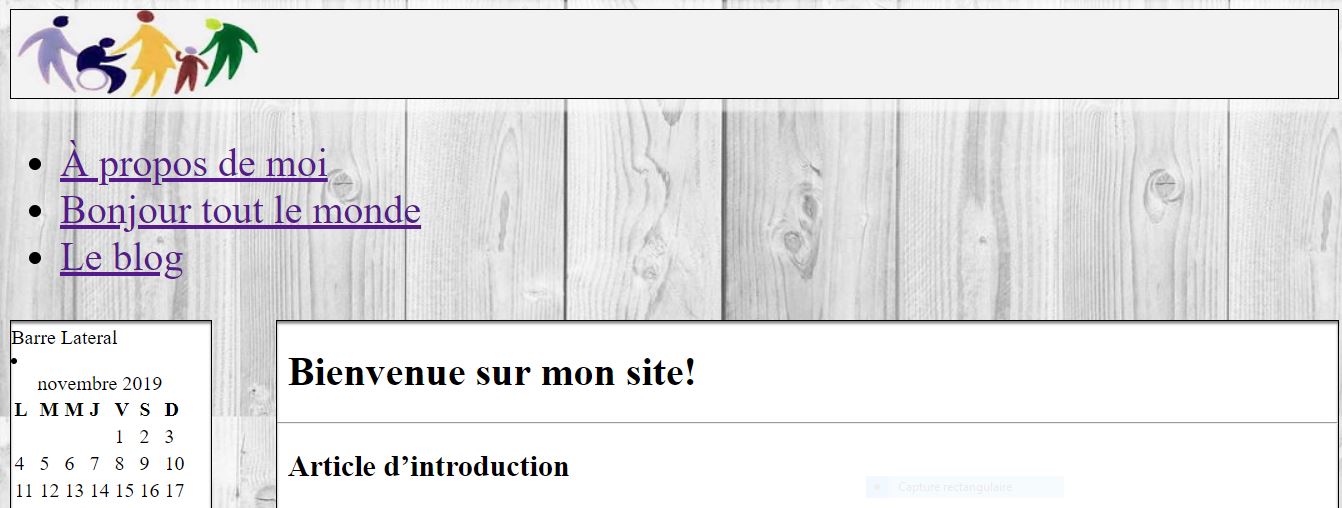 À propos de moi
Bonjour tout le monde
Le blog
Barre Lateral
novembre 2019
L M M J V S D
1 2 3
4 5 6 7 8 9 10
11 12 13 14 15 16 17
Bienvenue sur mon site!
Article d’introduction
Capture rectangulaire